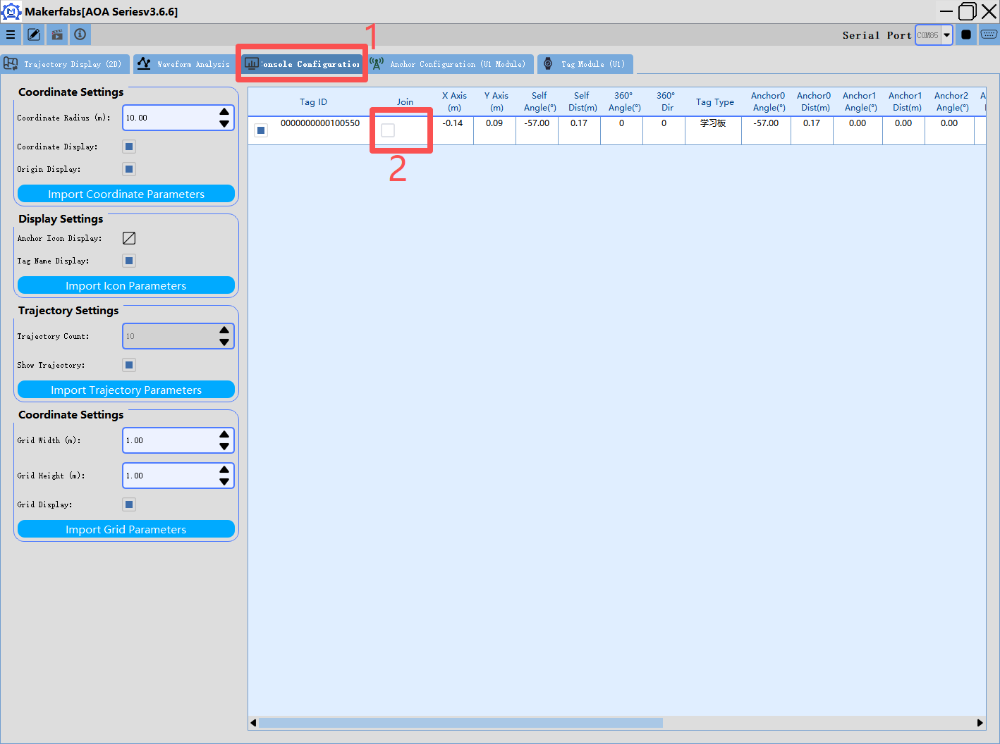 Makerfabs[AOA Seriesv3.6.6]
Serial Port COM85
1
Trajectory Display (2D)
Waveform Analysis
Console Configuration
Anchor Configuration (U1 Module)
Tag Module (U1)
Coordinate Settings
Coordinate Radius (m): 10.00
Coordinate Display:
Origin Display:
Import Coordinate Parameters
Display Settings
Anchor Icon Display:
Tag Name Display:
Import Icon Parameters
Trajectory Settings
Trajectory Count: 10
Show Trajectory:
Import Trajectory Parameters
Coordinate Settings
Grid Width (m): 1.00
Grid Height (m): 1.00
Grid Display:
Import Grid Parameters
Tag ID
Join
X Axis
(m)
Y Axis
(m)
Self
Angle(°)
Self
Dist(m)
360°
Angle(°)
360°
Dir
Tag Type
Anchor0
Angle(°)
Anchor0
Dist(m)
Anchor1
Angle(°)
Anchor1
Dist(m)
Anchor2
Angle(°)
0000000000100550 -0.14 0.09 -57.00 0.17 0 0 学习板 -57.00 0.17 0.00 0.00 0.00
2